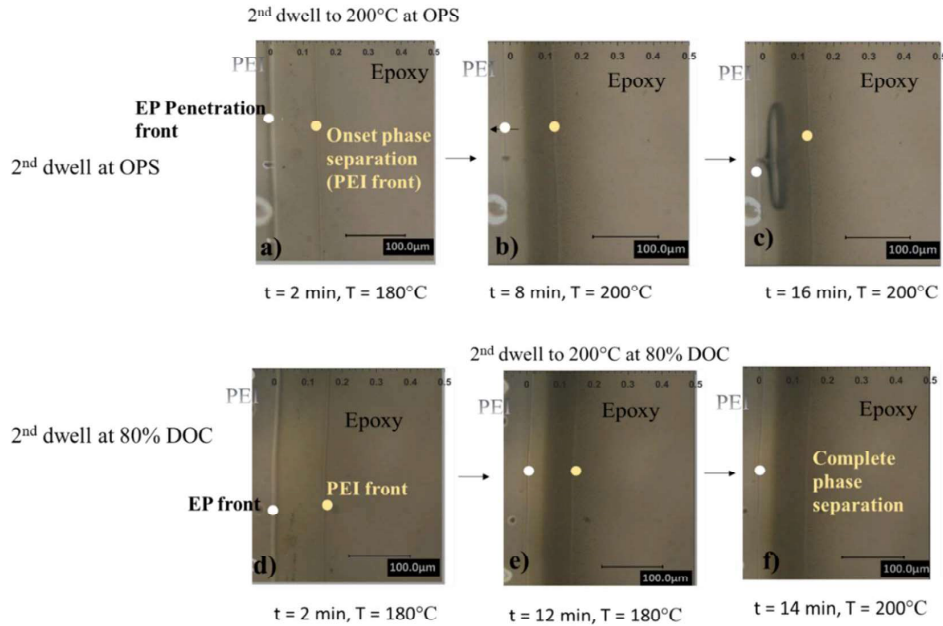 2nd dwell to 200°C at OPS
0 0.1 0.2 0.3 0.4 0.5
0 0.1 0.2 0.3 0.4 0.5
0 0.1 0.2 0.3 0.4 0.5
PEI
Epoxy
PEI
Epoxy
PEI
Epoxy
EP Penetration
front
Onset phase
separation
(PEI front)
2nd dwell at OPS
a)
100.0μm
b)
100.0μm
c)
100.0μm
t = 2 min, T = 180°C
t = 8 min, T = 200°C
t = 16 min, T = 200°C
2nd dwell to 200°C at 80% DOC
0 0.1 0.2 0.3 0.4 0.5
0 0.1 0.2 0.3 0.4 0.5
0 0.1 0.2 0.3 0.4 0.5
PEI
Epoxy
PEI
Epoxy
PEI
Epoxy
2nd dwell at 80% DOC
EP front
PEI front
Complete
phase
separation
d)
100.0μm
e)
100.0μm
f)
100.0μm
t = 2 min, T = 180°C
t = 12 min, T = 180°C
t = 14 min, T = 200°C